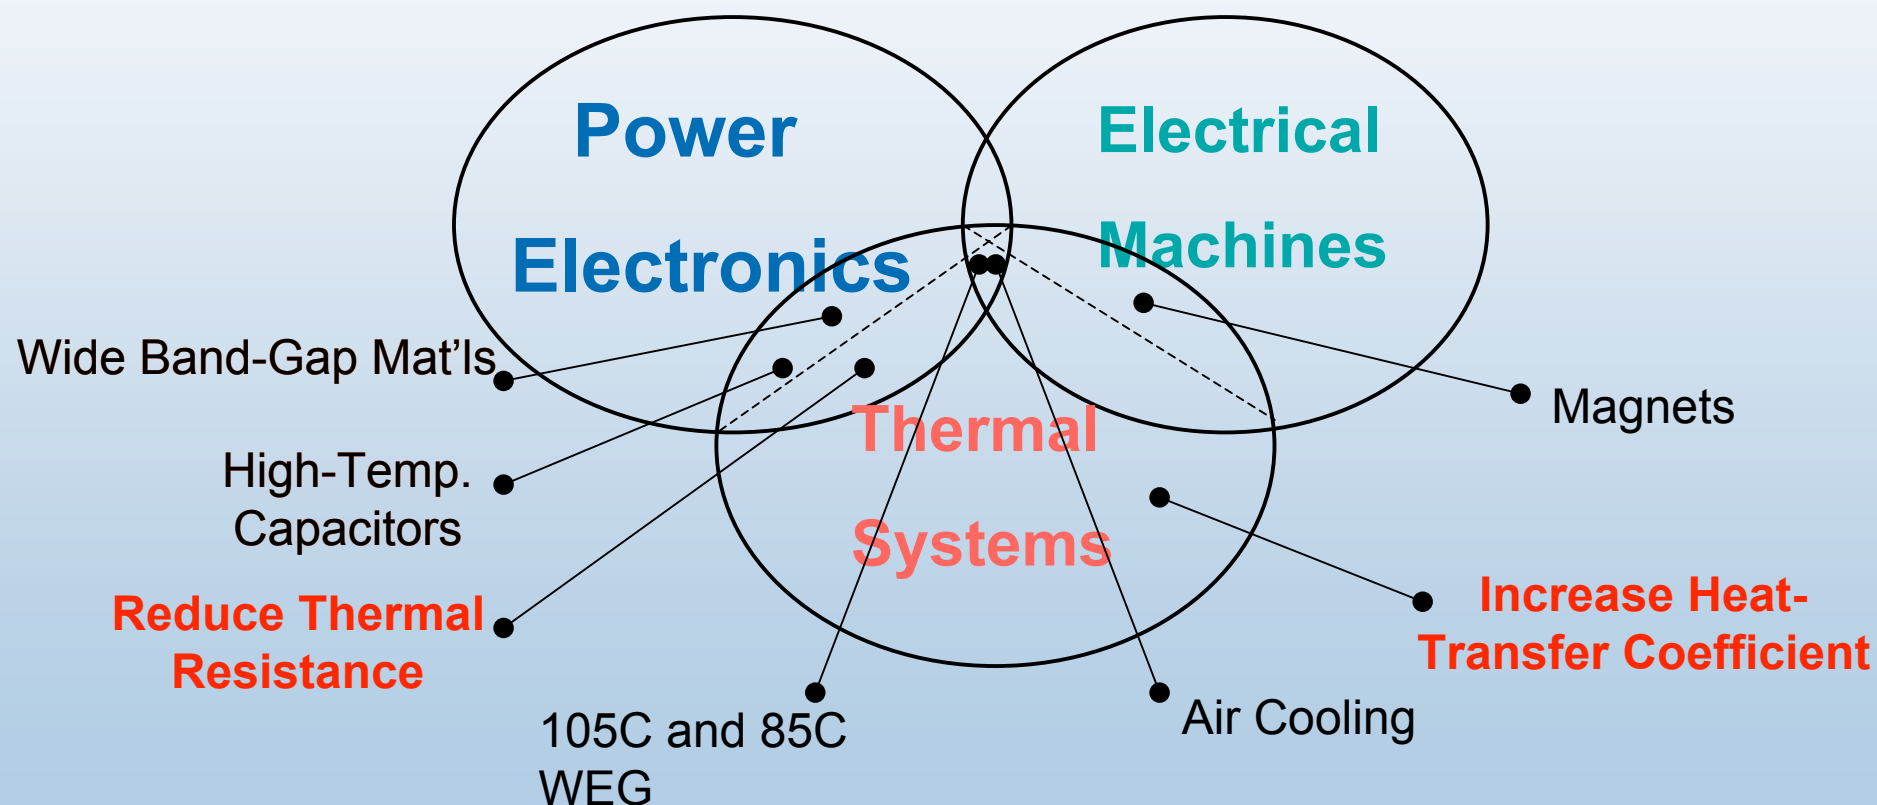 Power
Electronics
Electrical
Machines
Wide Band-Gap Mat'ls
High-Temp.
Capacitors
Reduce Thermal
Resistance
Thermal
Systems
Magnets
Increase Heat-
Transfer Coefficient
105C and 85C
WEG
Air Cooling